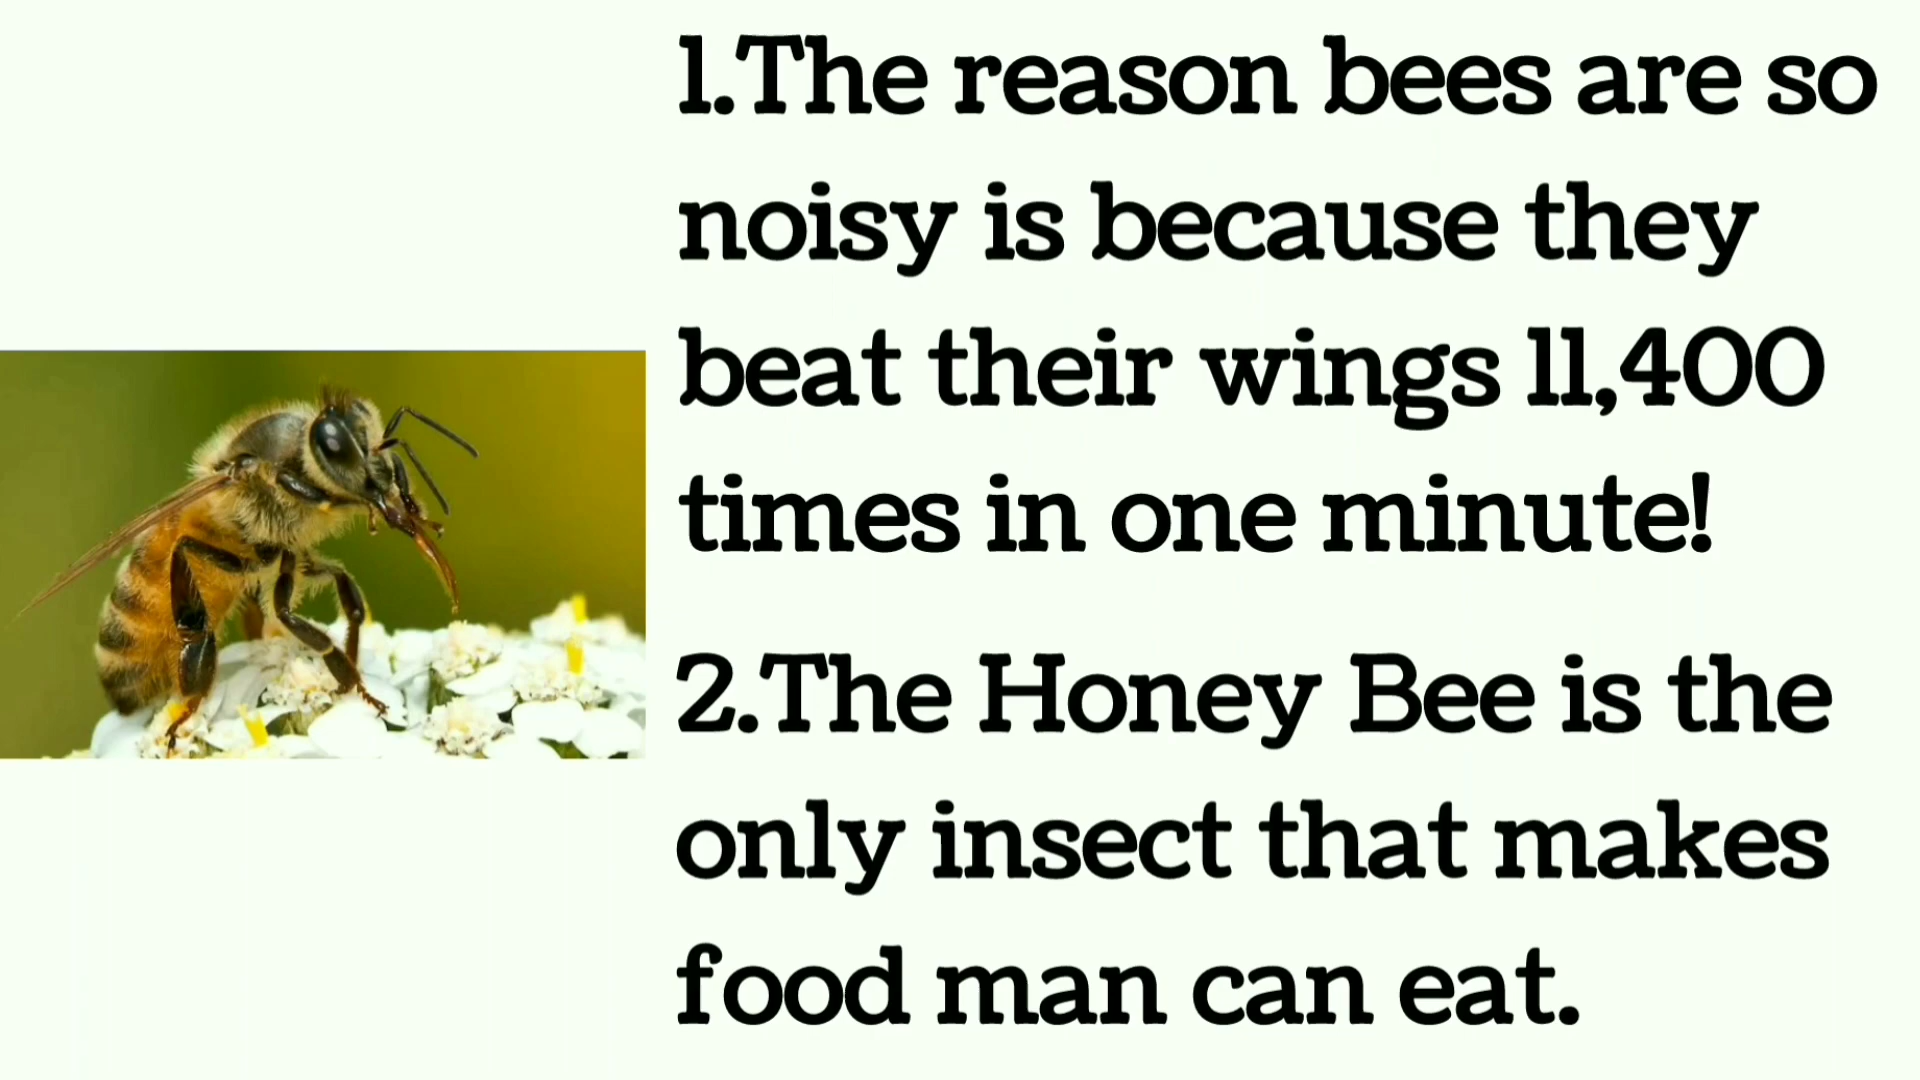 1.The reason bees are so
noisy is because they
beat their wings 11,400
times in one minute!
2.The Honey Bee is the
only insect that makes
food man can eat.